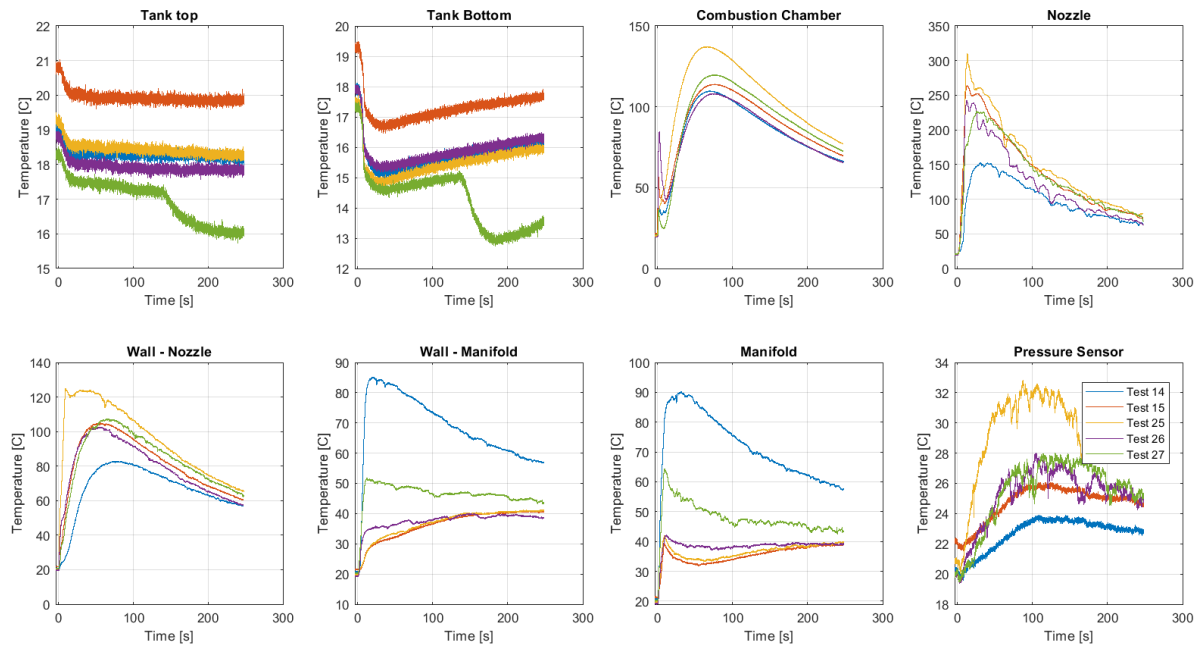 Tank top
Temperature [C]
22
21
20
19
18
17
16
15
0 100 200 300
Time [s]
Tank Bottom
Temperature [C]
20
19
18
17
16
15
14
13
12
0 100 200 300
Time [s]
Combustion Chamber
Temperature [C]
150
100
50
0
0 100 200 300
Time [s]
Nozzle
Temperature [C]
350
300
250
200
150
100
50
0
0 100 200 300
Time [s]
Wall - Nozzle
Temperature [C]
140
120
100
80
60
40
20
0
0 100 200 300
Time [s]
Wall - Manifold
Temperature [C]
90
80
70
60
50
40
30
20
10
0 100 200 300
Time [s]
Manifold
Temperature [C]
100
90
80
70
60
50
40
30
20
0 100 200 300
Time [s]
Pressure Sensor
Temperature [C]
34
32
30
28
26
24
22
20
18
0 100 200 300
Time [s]
Test 14
Test 15
Test 25
Test 26
Test 27